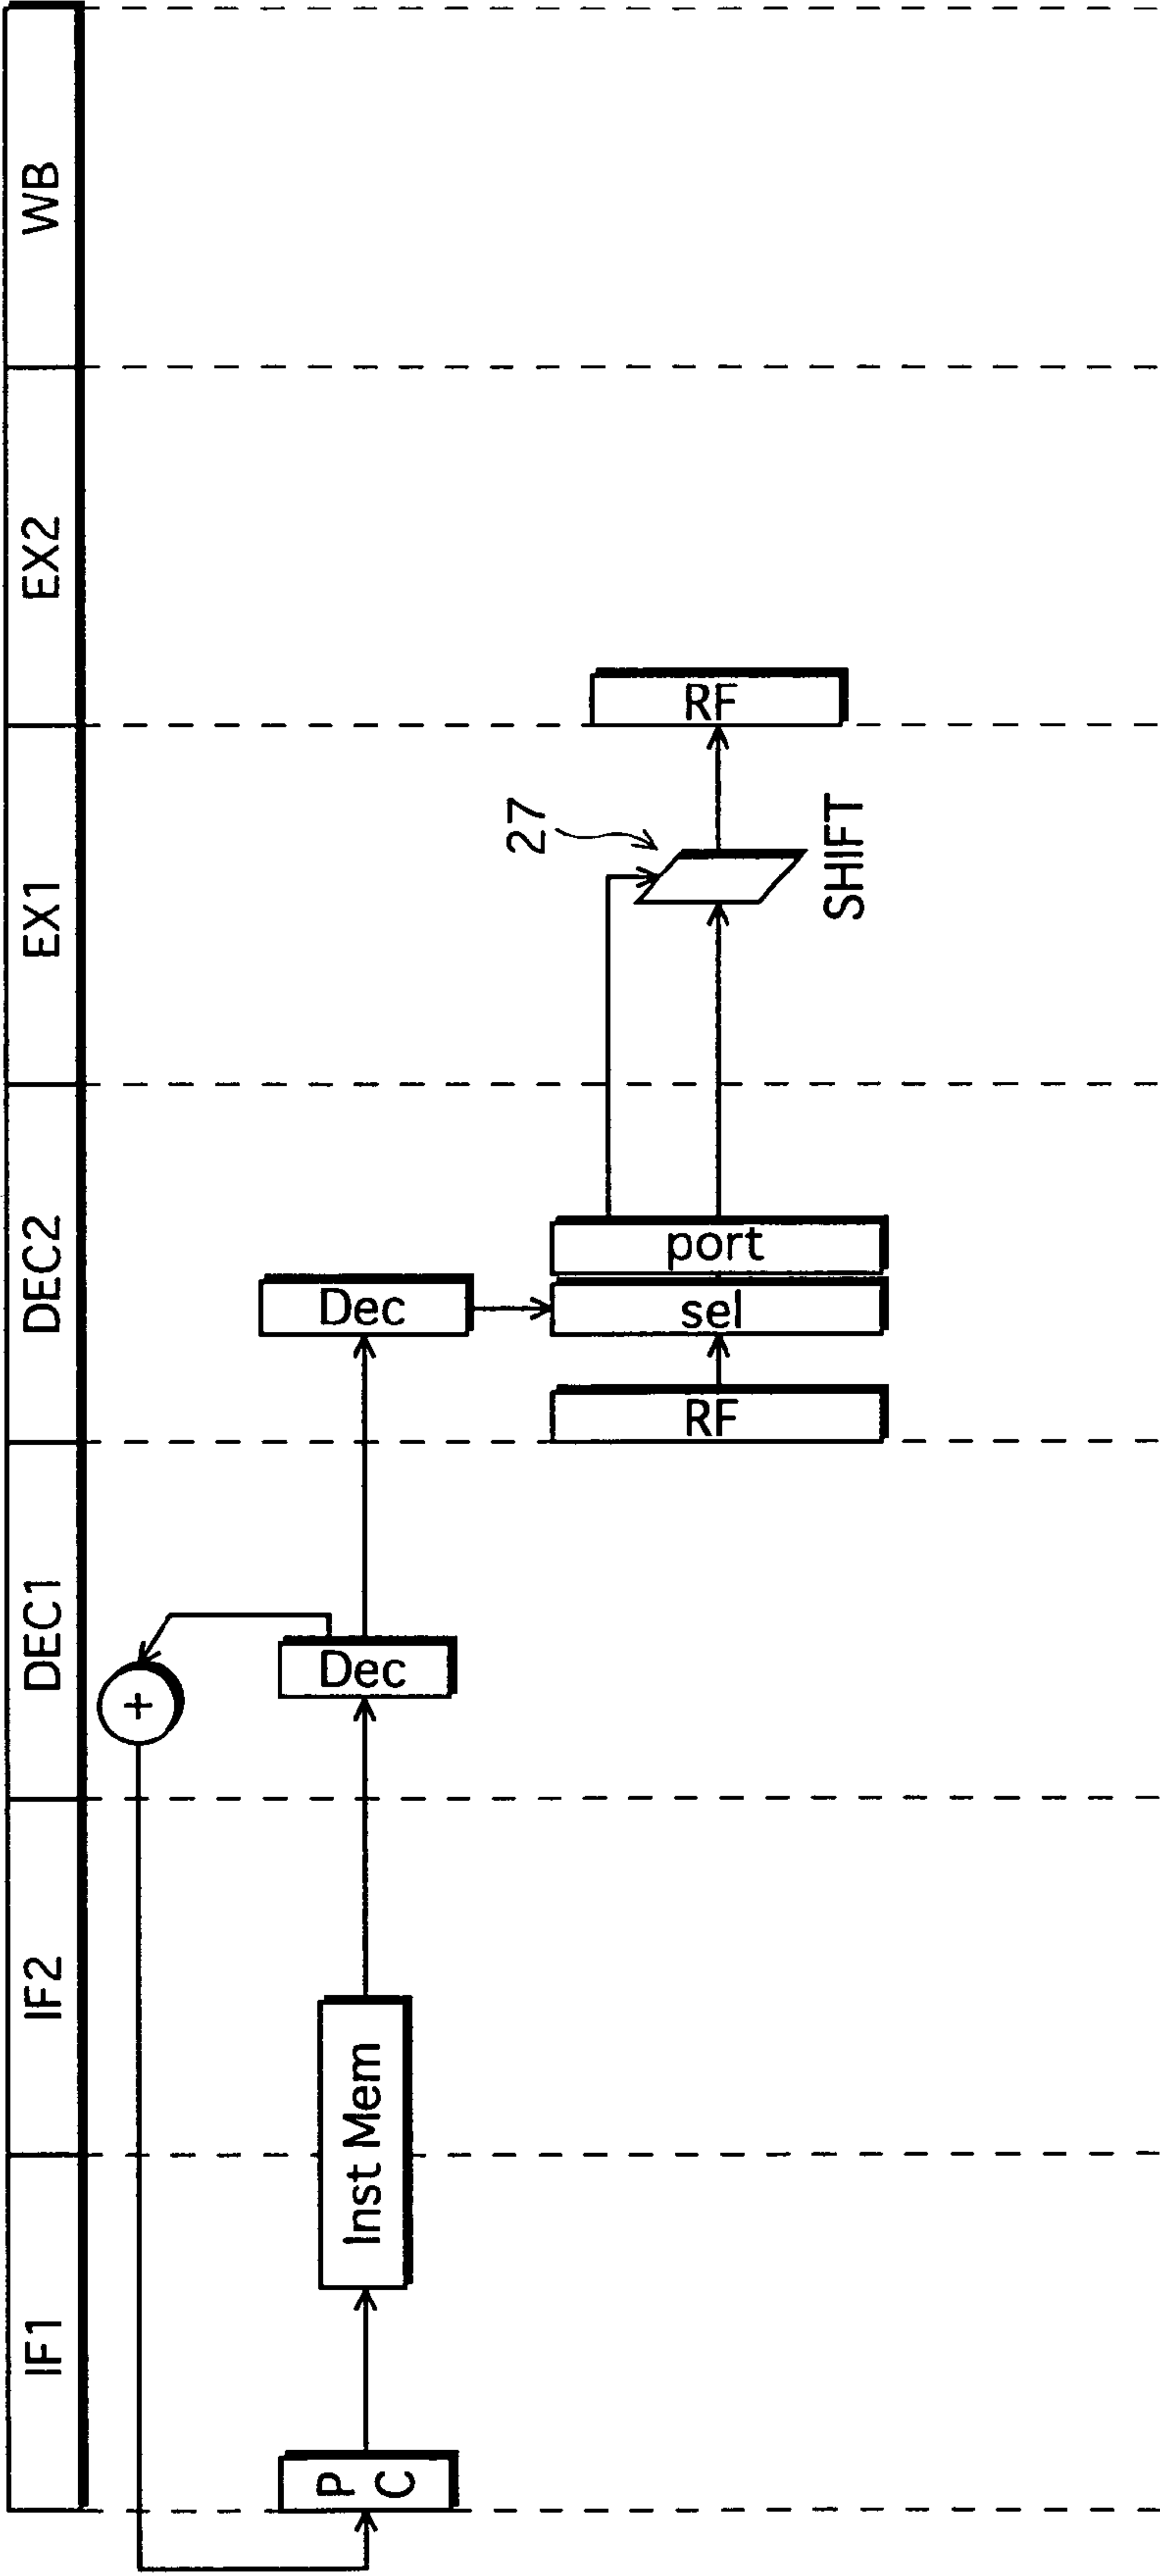 IF1
IF2
DEC1
DEC2
EX1
EX2
WB
+
P
C
Inst Mem
Dec
Dec
RF
sel
port
27
SHIFT
RF